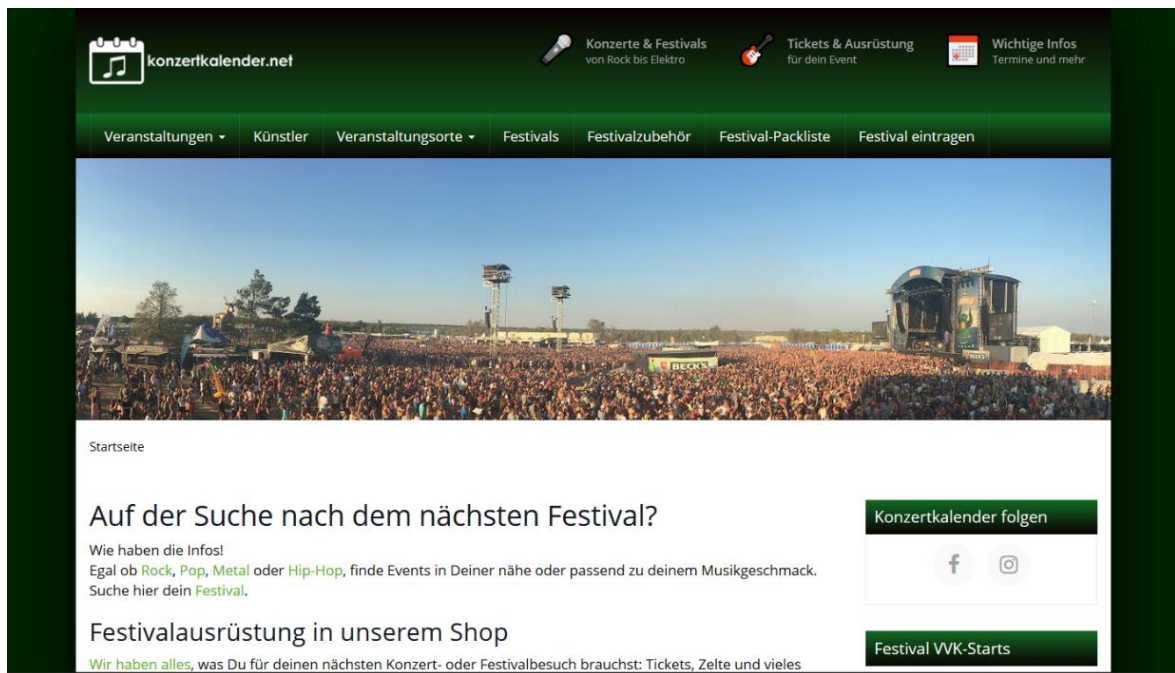 konzertkalender.net
Konzerte & Festivals
von Rock bis Elektro
Tickets & Ausrüstung
für dein Event
Wichtige Infos
Termine und mehr
Veranstaltungen
Künstler
Veranstaltungsorte
Festivals
Festivalzubehör
Festival-Packliste
Festival eintragen
BECK'S
Startseite
Auf der Suche nach dem nächsten Festival?
Wie haben die Infos!
Egal ob Rock, Pop, Metal oder Hip-Hop, finde Events in Deiner nähe oder passend zu deinem Musikgeschmack.
Suche hier dein Festival.
Festivalausrüstung in unserem Shop
Wir haben alles, was Du für deinen nächsten Konzert- oder Festivalbesuch brauchst: Tickets, Zelte und vieles
Konzertkalender folgen
Festival VVK-Starts